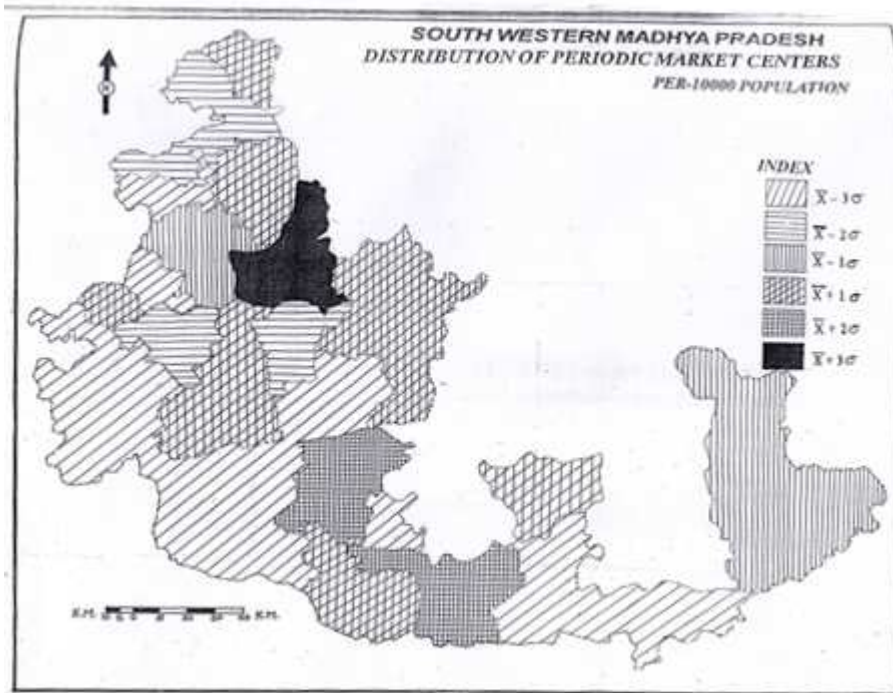 SOUTH WESTERN MADHYA PRADESH
DISTRIBUTION OF PERIODIC MARKET CENTERS
PER-10000 POPULATION
INDEX
X̄ - 3σ
X̄ - 2σ
X̄ - 1σ
X̄ + 1σ
X̄ + 2σ
X̄ + 3σ
K.M. K.M.